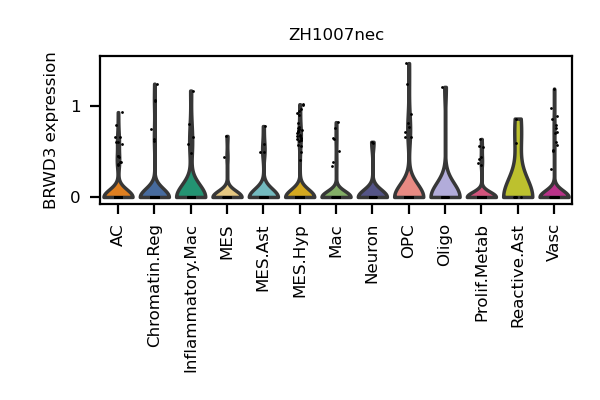 ZH1007nec
BRWD3 expression
1
0
AC
Chromatin.Reg
Inflammatory.Mac
MES
MES.Ast
MES.Hyp
Mac
Neuron
OPC
Oligo
Prolif.Metab
Reactive.Ast
Vasc